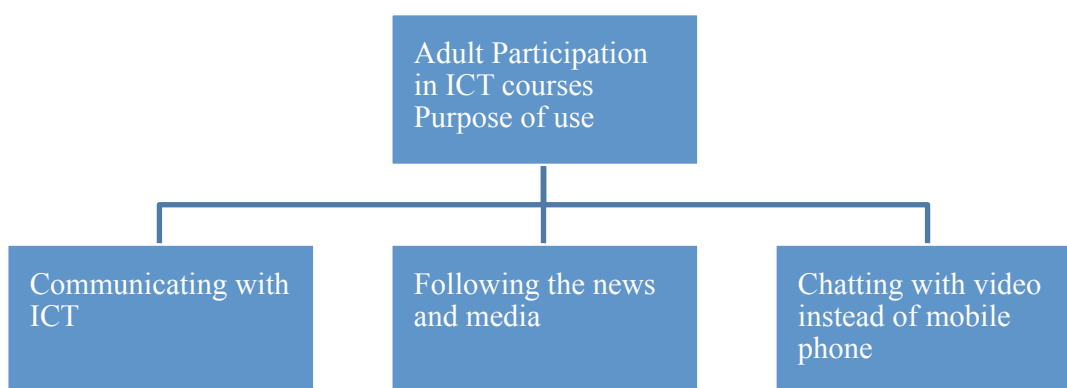 Adult Participation
in ICT courses
Purpose of use
Communicating with
ICT
Following the news
and media
Chatting with video
instead of mobile
phone